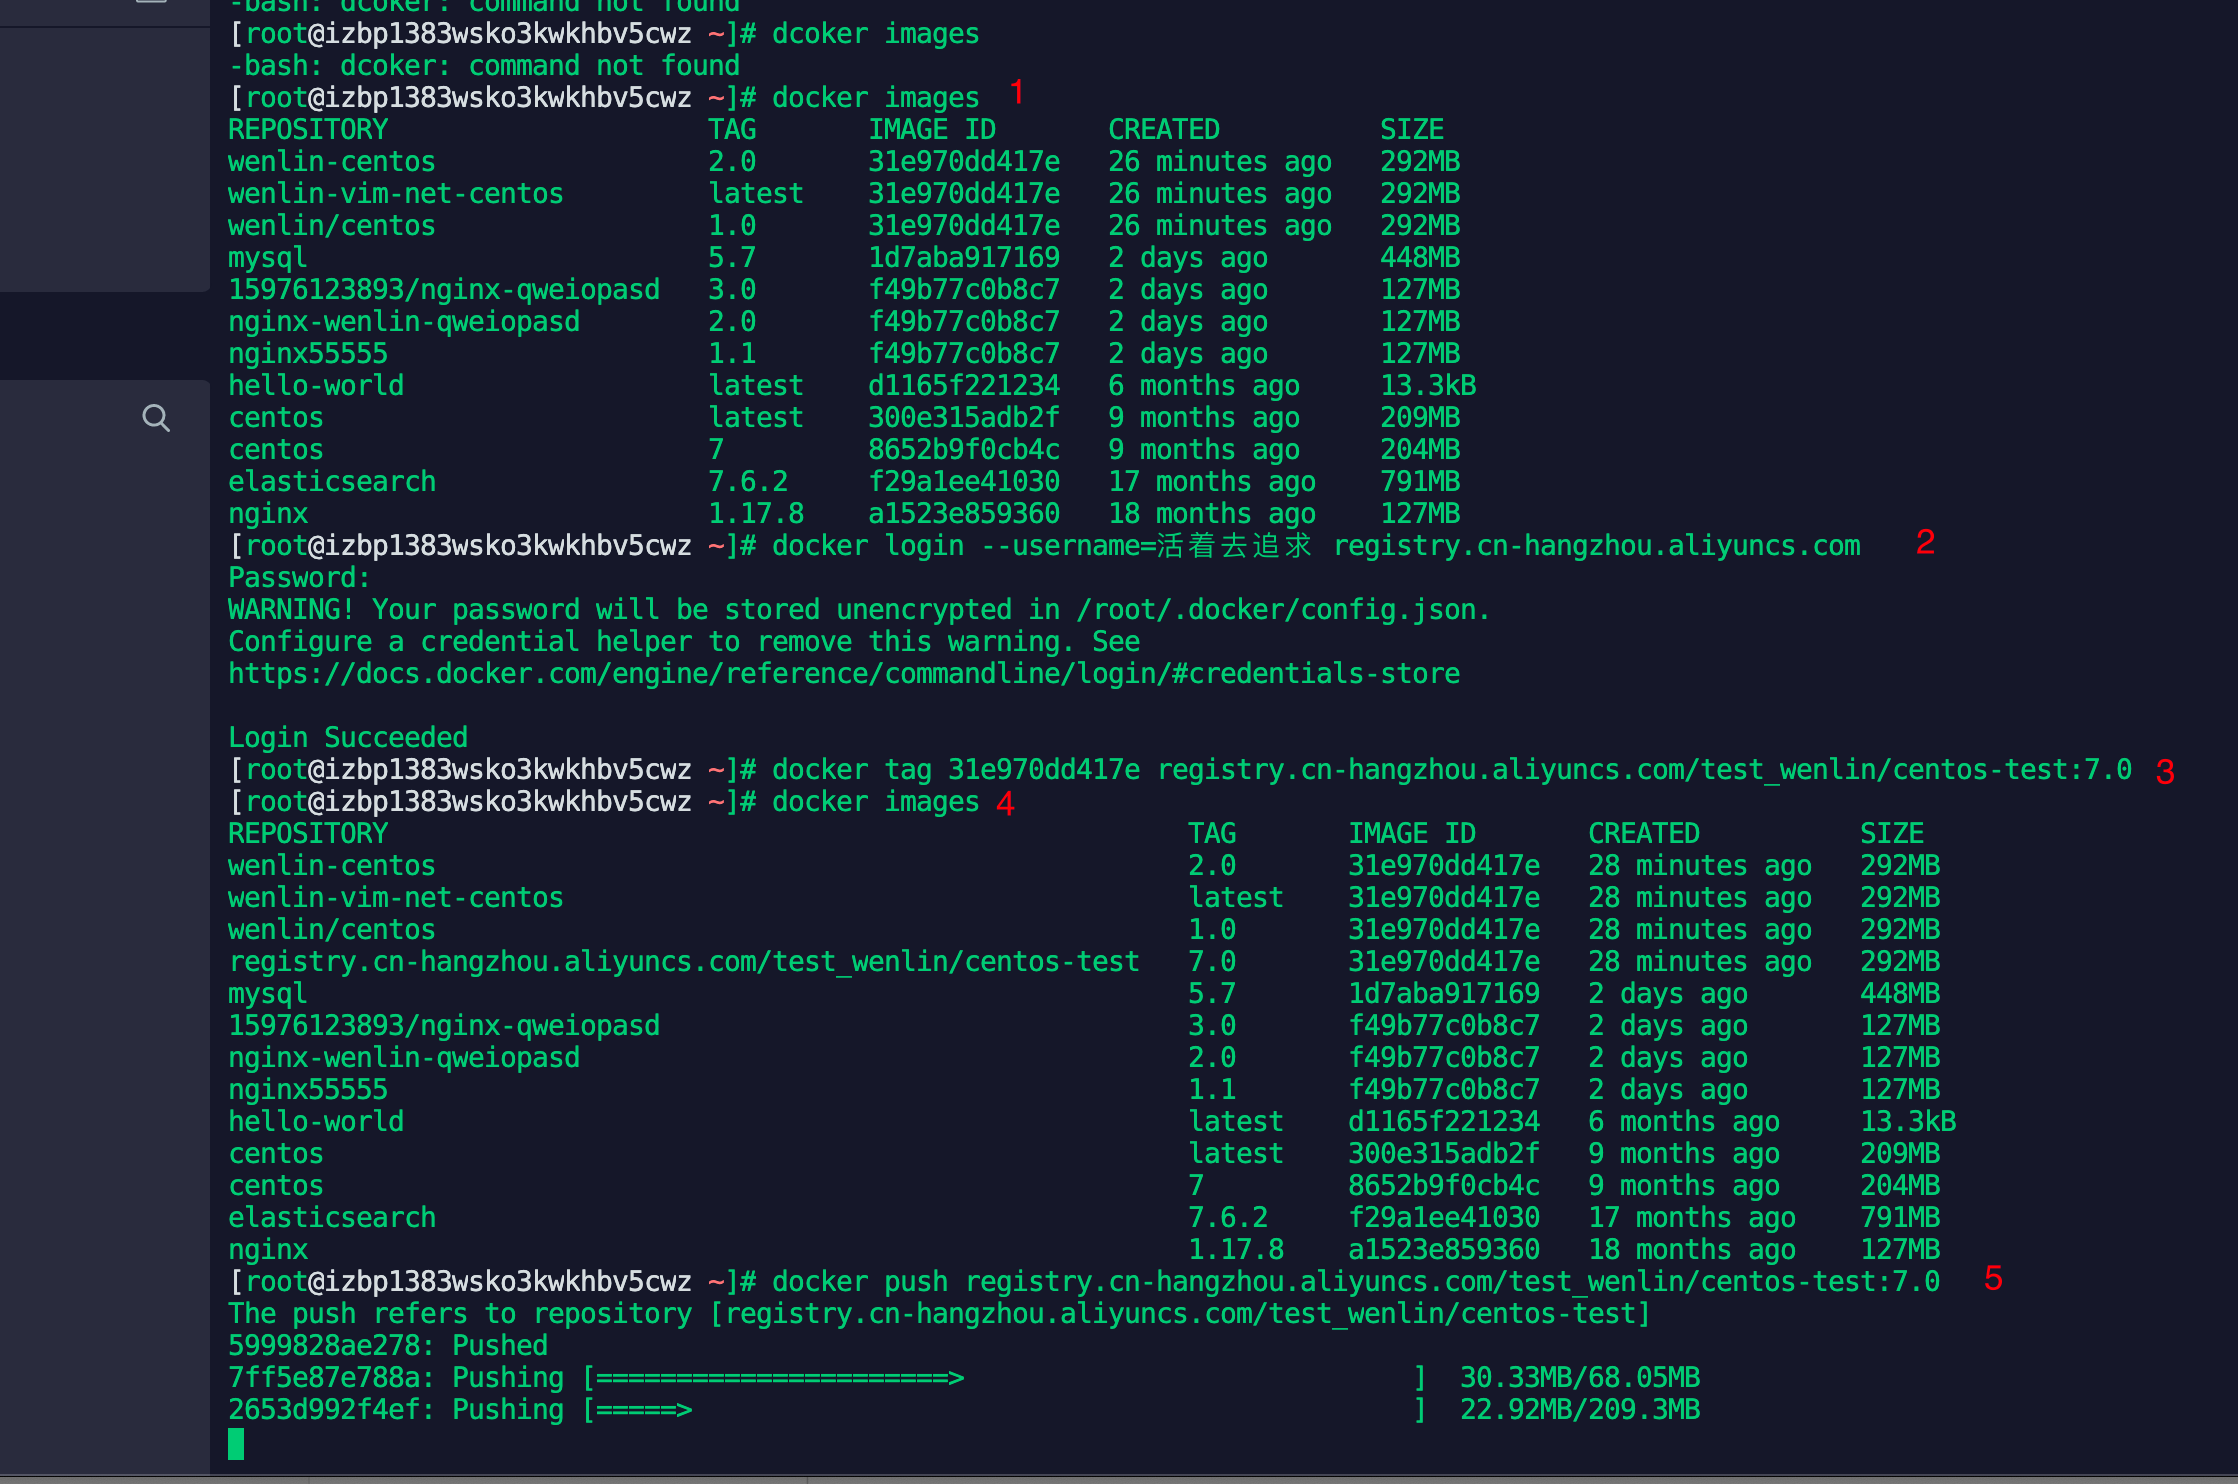 -bash: dcoker: command not found
[root@izbp1383wsko3kwkhbv5cwz ~]# dcoker images
-bash: dcoker: command not found
[root@izbp1383wsko3kwkhbv5cwz ~]# docker images 1
REPOSITORY TAG IMAGE ID CREATED SIZE
wenlin-centos 2.0 31e970dd417e 26 minutes ago 292MB
wenlin-vim-net-centos latest 31e970dd417e 26 minutes ago 292MB
wenlin/centos 1.0 31e970dd417e 26 minutes ago 292MB
mysql 5.7 1d7aba917169 2 days ago 448MB
15976123893/nginx-qweiopasd 3.0 f49b77c0b8c7 2 days ago 127MB
nginx-wenlin-qweiopasd 2.0 f49b77c0b8c7 2 days ago 127MB
nginx55555 1.1 f49b77c0b8c7 2 days ago 127MB
hello-world latest d1165f221234 6 months ago 13.3kB
centos latest 300e315adb2f 9 months ago 209MB
centos 7 8652b9f0cb4c 9 months ago 204MB
elasticsearch 7.6.2 f29a1ee41030 17 months ago 791MB
nginx 1.17.8 a1523e859360 18 months ago 127MB
[root@izbp1383wsko3kwkhbv5cwz ~]# docker login --username=活着去追求 registry.cn-hangzhou.aliyuncs.com 2
Password:
WARNING! Your password will be stored unencrypted in /root/.docker/config.json.
Configure a credential helper to remove this warning. See
https://docs.docker.com/engine/reference/commandline/login/#credentials-store
Login Succeeded
[root@izbp1383wsko3kwkhbv5cwz ~]# docker tag 31e970dd417e registry.cn-hangzhou.aliyuncs.com/test_wenlin/centos-test:7.0 3
[root@izbp1383wsko3kwkhbv5cwz ~]# docker images 4
REPOSITORY TAG IMAGE ID CREATED SIZE
wenlin-centos 2.0 31e970dd417e 28 minutes ago 292MB
wenlin-vim-net-centos latest 31e970dd417e 28 minutes ago 292MB
wenlin/centos 1.0 31e970dd417e 28 minutes ago 292MB
registry.cn-hangzhou.aliyuncs.com/test_wenlin/centos-test 7.0 31e970dd417e 28 minutes ago 292MB
mysql 5.7 1d7aba917169 2 days ago 448MB
15976123893/nginx-qweiopasd 3.0 f49b77c0b8c7 2 days ago 127MB
nginx-wenlin-qweiopasd 2.0 f49b77c0b8c7 2 days ago 127MB
nginx55555 1.1 f49b77c0b8c7 2 days ago 127MB
hello-world latest d1165f221234 6 months ago 13.3kB
centos latest 300e315adb2f 9 months ago 209MB
centos 7 8652b9f0cb4c 9 months ago 204MB
elasticsearch 7.6.2 f29a1ee41030 17 months ago 791MB
nginx 1.17.8 a1523e859360 18 months ago 127MB
[root@izbp1383wsko3kwkhbv5cwz ~]# docker push registry.cn-hangzhou.aliyuncs.com/test_wenlin/centos-test:7.0 5
The push refers to repository [registry.cn-hangzhou.aliyuncs.com/test_wenlin/centos-test]
5999828ae278: Pushed
7ff5e87e788a: Pushing [======================> ] 30.33MB/68.05MB
2653d992f4ef: Pushing [=====> ] 22.92MB/209.3MB